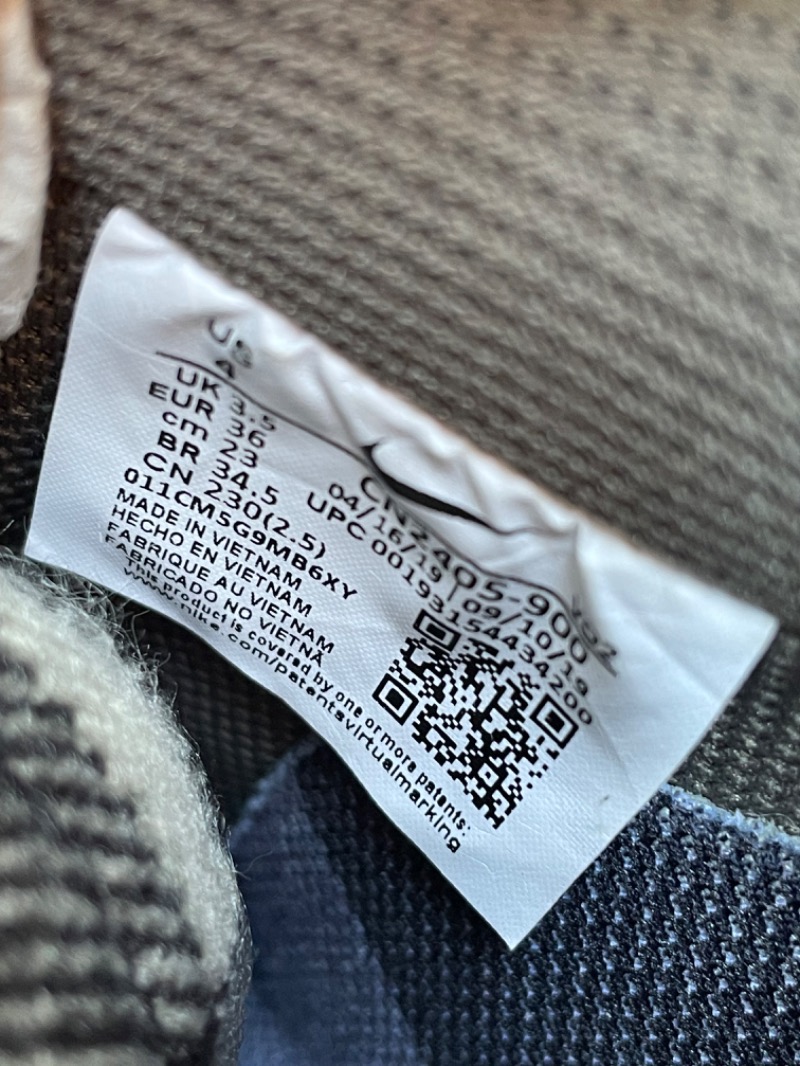 US
4
UK 3.5
EUR 36
cm 23
BR 34.5
CN 230(2.5)
011CM5G9MB6XY
MADE IN VIETNAM
HECHO EN VIETNAM
FABRIQUE AU VIETNAM
FABRICADO NO VIETNÃ
This product is covered by one or more patents:
www.nike.com/patentsvirtualmarking
CN2405-900
04/16/19 | 09/10/19
UPC 00193154434200